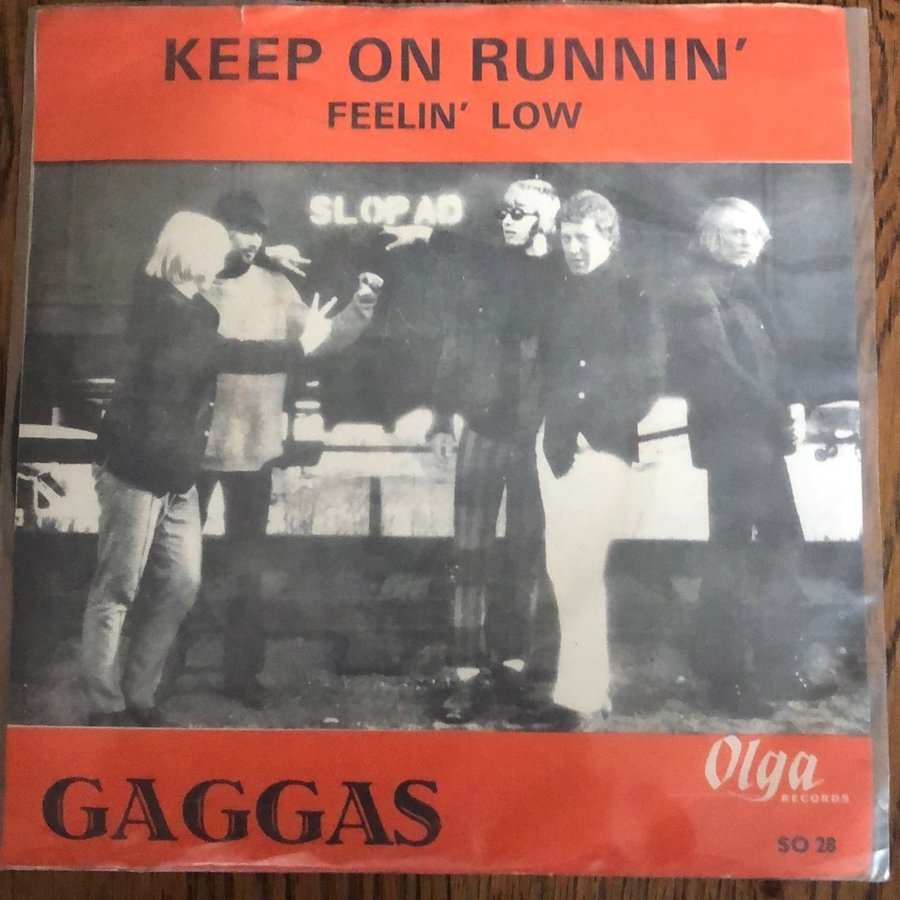 KEEP ON RUNNIN'
FEELIN' LOW
SLOPAD
Olga
RECORDS
GAGGAS
SO 28